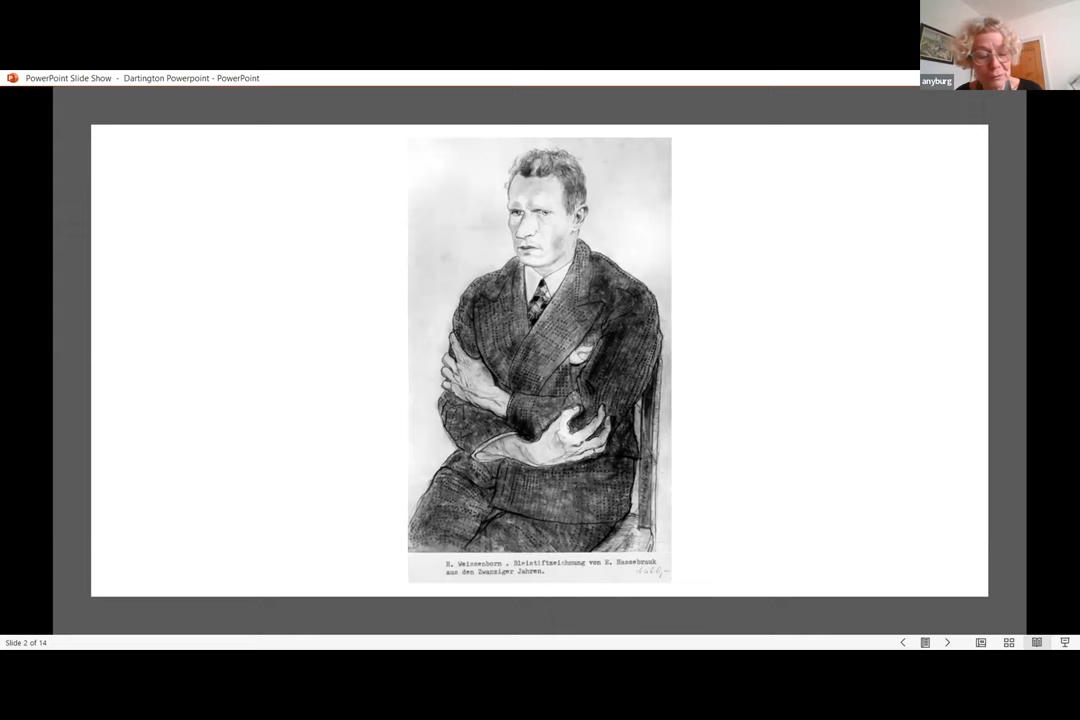 anyburg
PowerPoint Slide Show - Dartington Powerpoint - PowerPoint
H. Weissenborn . Bleistiftzeichnung von E. Hassebrauk
aus den Zwanziger Jahren.
Slide 2 of 14